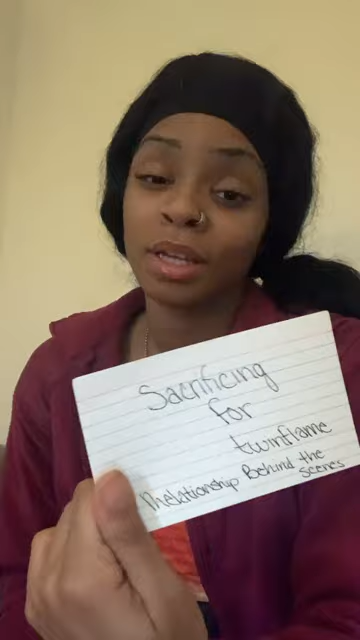 Sacrificing
for
twinflame
Relationship Behind the
scenes